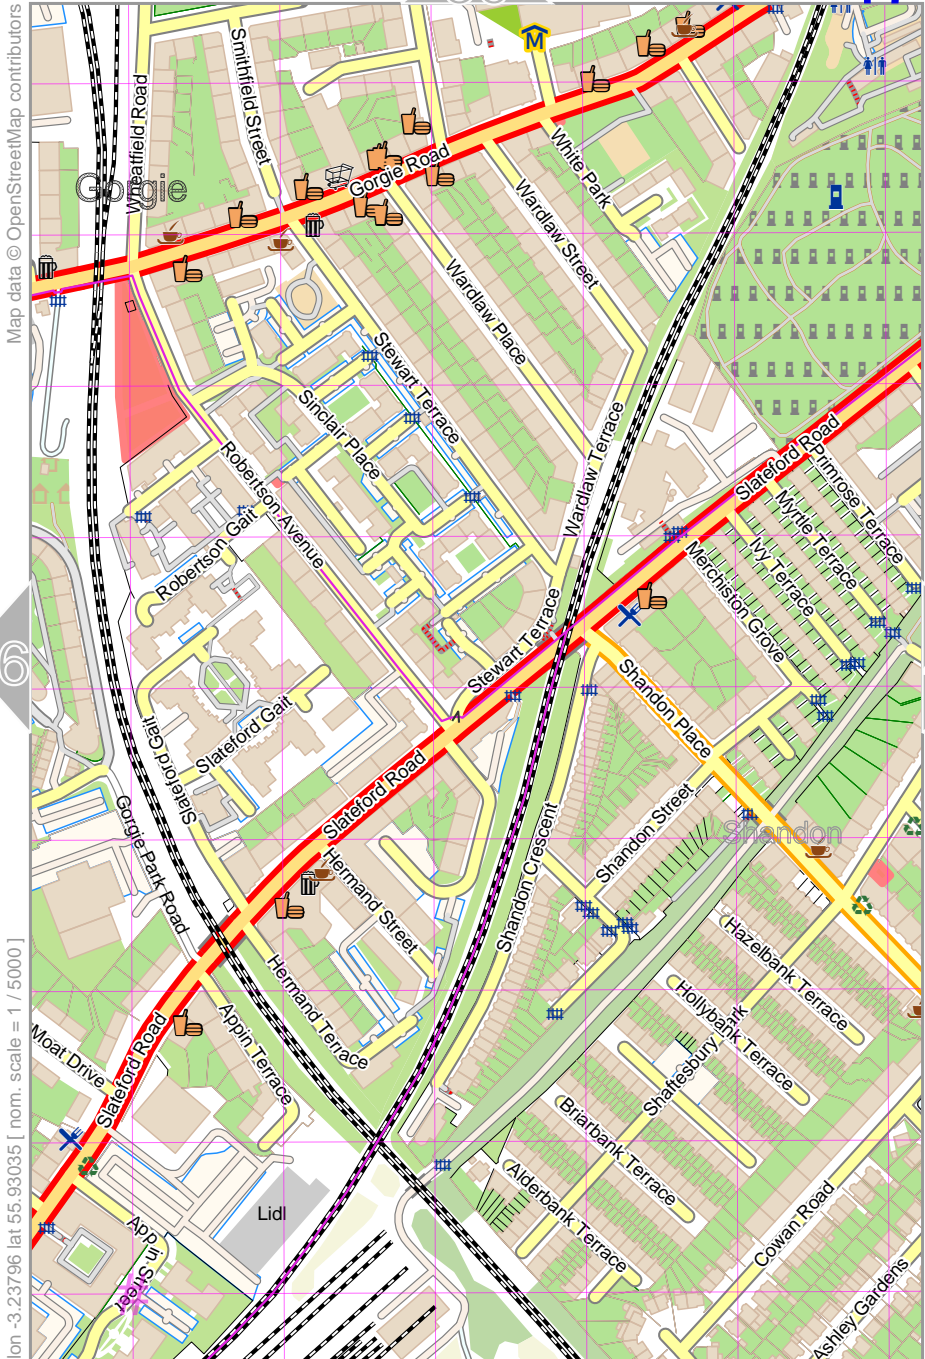 Map data © OpenStreetMap contributors
lon -3.23796 lat 55.93035 [ nom. scale = 1 / 5000 ]
6
M
Wheatfield Road
Smithfield Street
Gorgie
Gorgie Road
White Park
Wardlaw Street
Wardlaw Place
Stewart Terrace
Sinclair Place
Wardlaw Terrace
Robertson Avenue
Robertson Gait
Slateford Road
Primrose Terrace
Myrtle Terrace
Ivy Terrace
Merchiston Grove
Stewart Terrace
Shandon Place
Slateford Gait
Slateford Gait
Slateford Road
Gorgie Park Road
Shandon Street
Shandon
Shandon Crescent
Hermand Street
Hermand Terrace
Hazelbank Terrace
Hollybank Terrace
Shaftesbury Park
Appin Terrace
Moat Drive
Slateford Road
Briarbank Terrace
Alderbank Terrace
Cowan Road
Lidl
Appin Street
Ashley Gardens